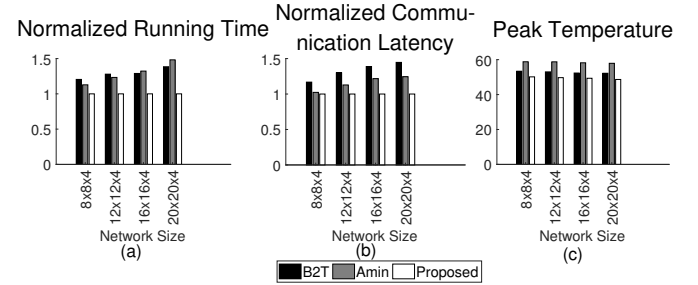 Normalized Running Time
Normalized Commu-
nication Latency
Peak Temperature
1.5
1
0.5
0
8x8x4
12x12x4
16x16x4
20x20x4
Network Size
(a)
1.5
1
0.5
0
8x8x4
12x12x4
16x16x4
20x20x4
Network Size
(b)
60
40
20
0
8x8x4
12x12x4
16x16x4
20x20x4
Network Size
(c)
B2T Amin Proposed